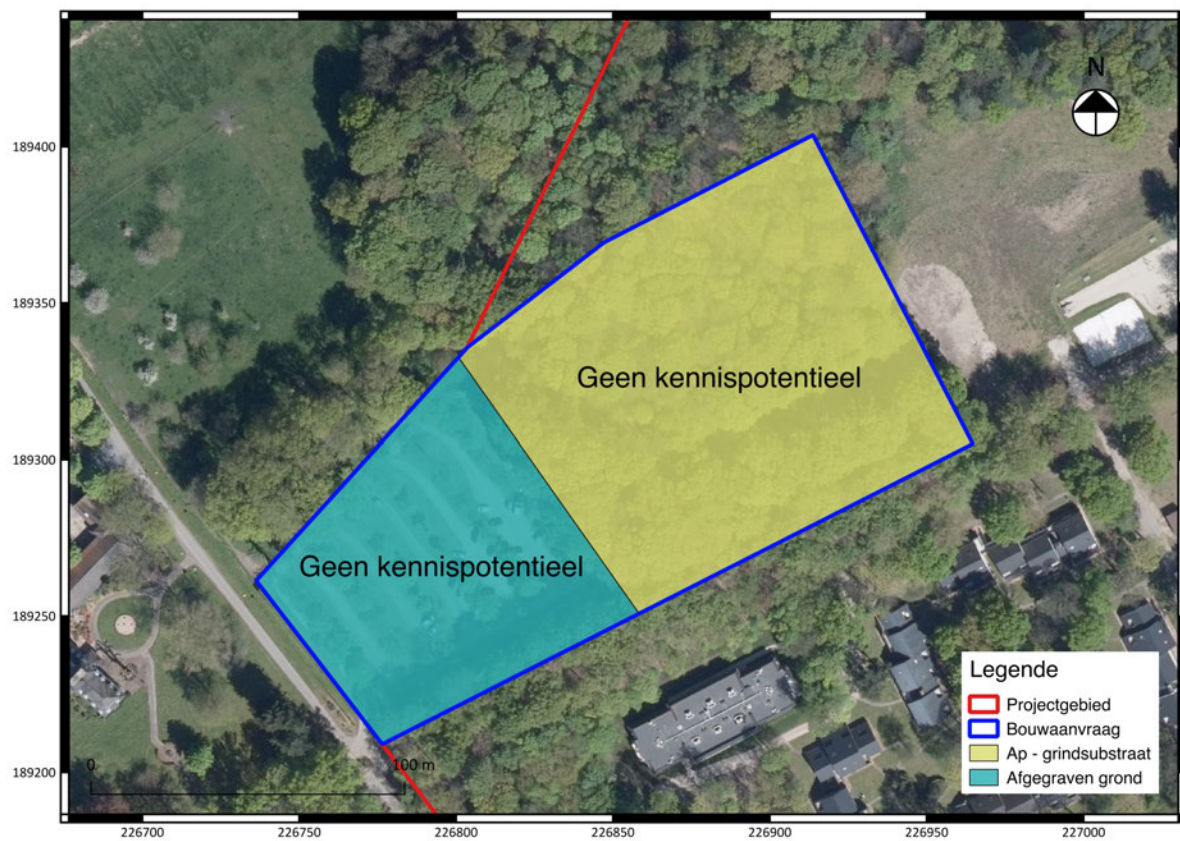 N
189400
189350
189300
189250
189200
Geen kennispotentieel
Geen kennispotentieel
Legende
Projectgebied
Bouwaanvraag
Ap - grindsubstraat
Afgegraven grond
0 100 m
226700 226750 226800 226850 226900 226950 227000